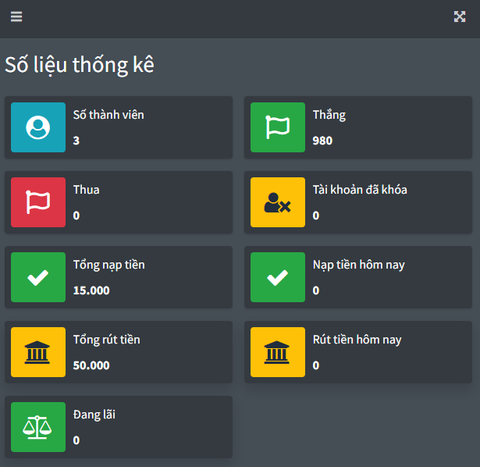 Số liệu thống kê
Số thành viên
3
Thắng
980
Thua
0
Tài khoản đã khóa
0
Tổng nạp tiền
15.000
Nạp tiền hôm nay
0
Tổng rút tiền
50.000
Rút tiền hôm nay
0
Đang lãi
0